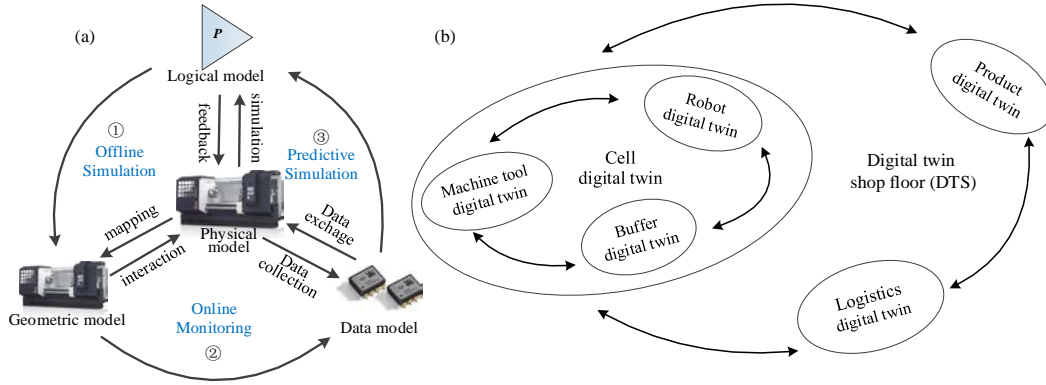 (a)
P
Logical model
feedback
simulation
①
Offline
Simulation
③
Predictive
Simulation
mapping
interaction
Physical
model
Data
exchage
Data
collection
Geometric model
Online
Monitoring
②
Data model
(b)
Product
digital twin
Robot
digital twin
Cell
digital twin
Machine tool
digital twin
Buffer
digital twin
Digital twin
shop floor (DTS)
Logistics
digital twin